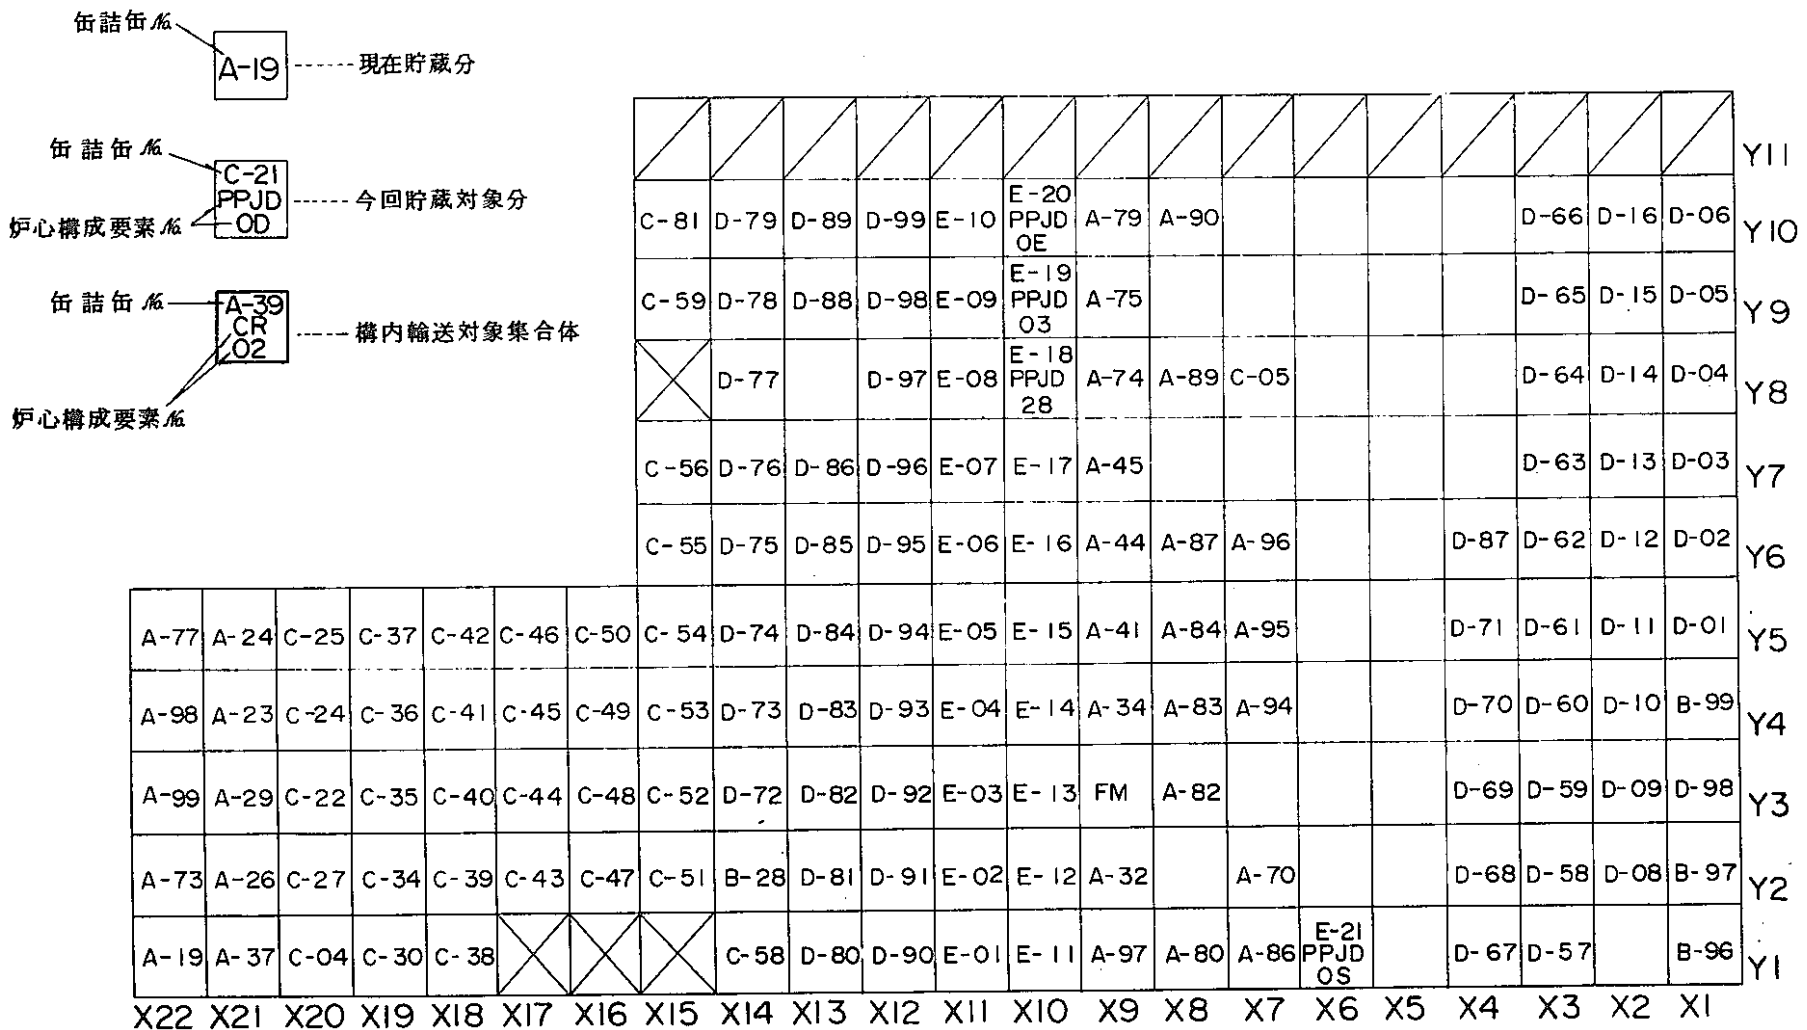 缶詰缶 №
A-19 ------ 現在貯蔵分
缶詰缶 №
C-21
PPJD ------ 今回貯蔵対象分
OD
炉心構成要素 №
缶詰缶 №
A-39
CR ------ 構内輸送対象集合体
O2
炉心構成要素 №
Y11
C-81 D-79 D-89 D-99 E-10 E-20 PPJD OE A-79 A-90 D-66 D-16 D-06 Y10
C-59 D-78 D-88 D-98 E-09 E-19 PPJD 03 A-75 D-65 D-15 D-05 Y9
D-77 D-97 E-08 E-18 PPJD 28 A-74 A-89 C-05 D-64 D-14 D-04 Y8
C-56 D-76 D-86 D-96 E-07 E-17 A-45 D-63 D-13 D-03 Y7
C-55 D-75 D-85 D-95 E-06 E-16 A-44 A-87 A-96 D-87 D-62 D-12 D-02 Y6
A-77 A-24 C-25 C-37 C-42 C-46 C-50 C-54 D-74 D-84 D-94 E-05 E-15 A-41 A-84 A-95 D-71 D-61 D-11 D-01 Y5
A-98 A-23 C-24 C-36 C-41 C-45 C-49 C-53 D-73 D-83 D-93 E-04 E-14 A-34 A-83 A-94 D-70 D-60 D-10 B-99 Y4
A-99 A-29 C-22 C-35 C-40 C-44 C-48 C-52 D-72 D-82 D-92 E-03 E-13 FM A-82 D-69 D-59 D-09 D-98 Y3
A-73 A-26 C-27 C-34 C-39 C-43 C-47 C-51 B-28 D-81 D-91 E-02 E-12 A-32 A-70 D-68 D-58 D-08 B-97 Y2
A-19 A-37 C-04 C-30 C-38 C-58 D-80 D-90 E-01 E-11 A-97 A-80 A-86 E-21 PPJD OS D-67 D-57 B-96 Y1
X22 X21 X20 X19 X18 X17 X16 X15 X14 X13 X12 X11 X10 X9 X8 X7 X6 X5 X4 X3 X2 X1